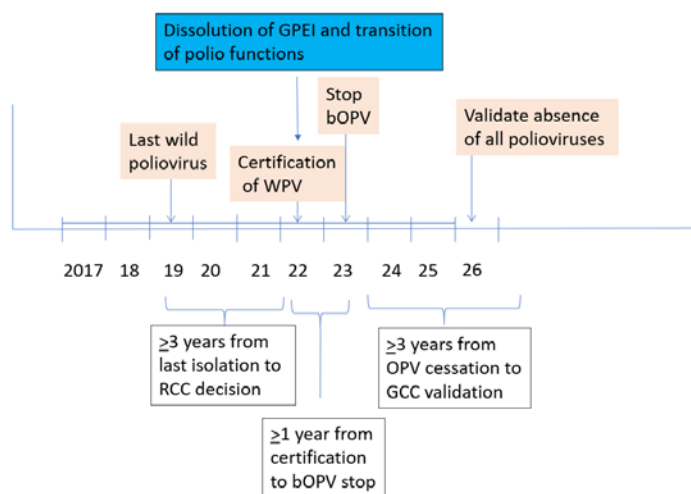 Dissolution of GPEI and transition
of polio functions
Stop
bOPV
Validate absence
of all polioviruses
Last wild
poliovirus
Certification
of WPV
2017 18 19 20 21 22 23 24 25 26
≥3 years from
last isolation to
RCC decision
≥3 years from
OPV cessation to
GCC validation
≥1 year from
certification
to bOPV stop